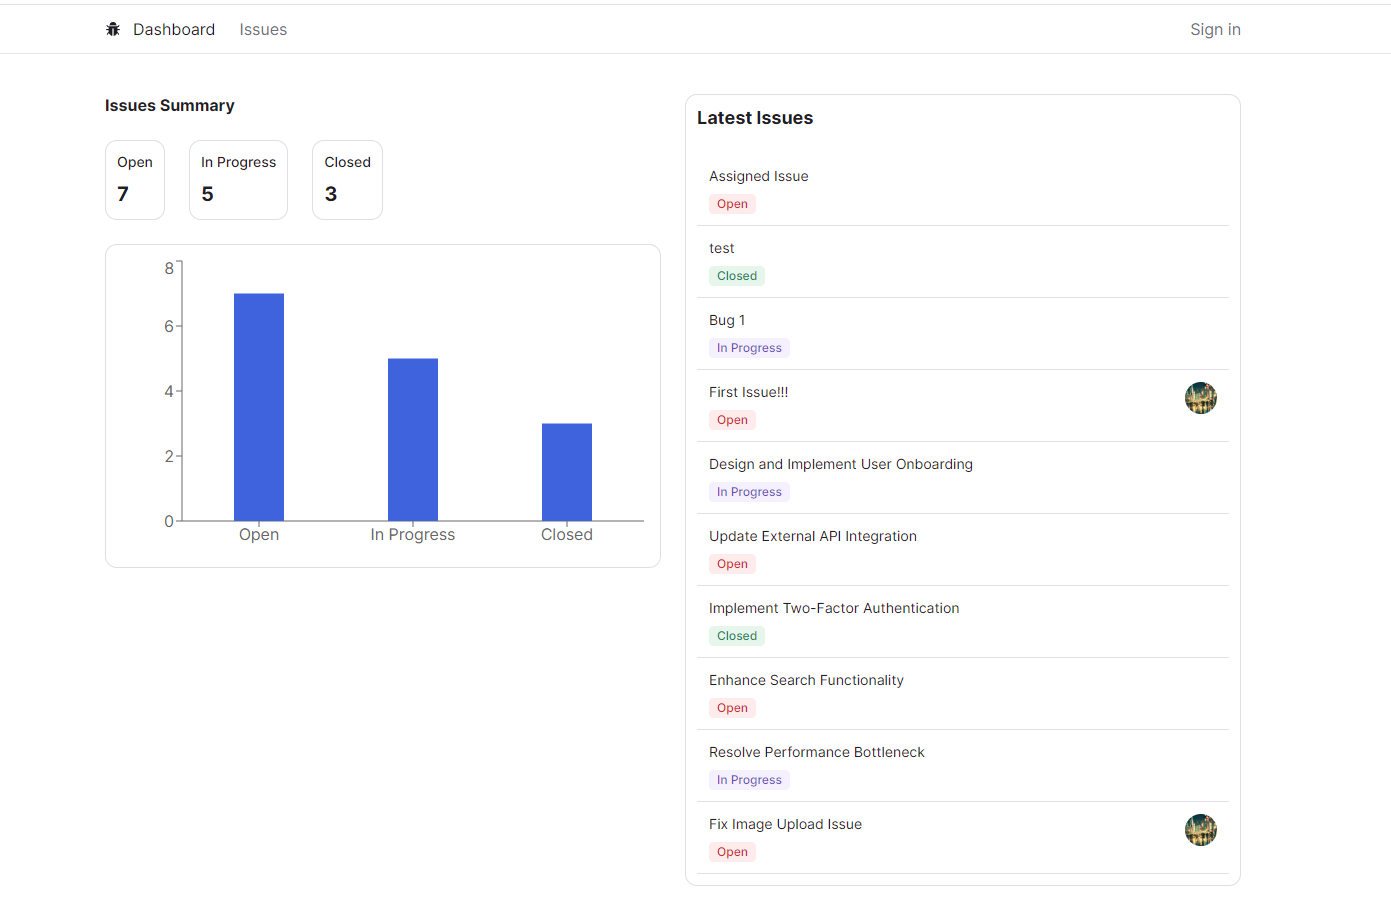 Dashboard Issues Sign in
Issues Summary
Open
7
In Progress
5
Closed
3
8
6
4
2
0
Open In Progress Closed
Latest Issues
Assigned Issue
Open
test
Closed
Bug 1
In Progress
First Issue!!!
Open
Design and Implement User Onboarding
In Progress
Update External API Integration
Open
Implement Two-Factor Authentication
Closed
Enhance Search Functionality
Open
Resolve Performance Bottleneck
In Progress
Fix Image Upload Issue
Open